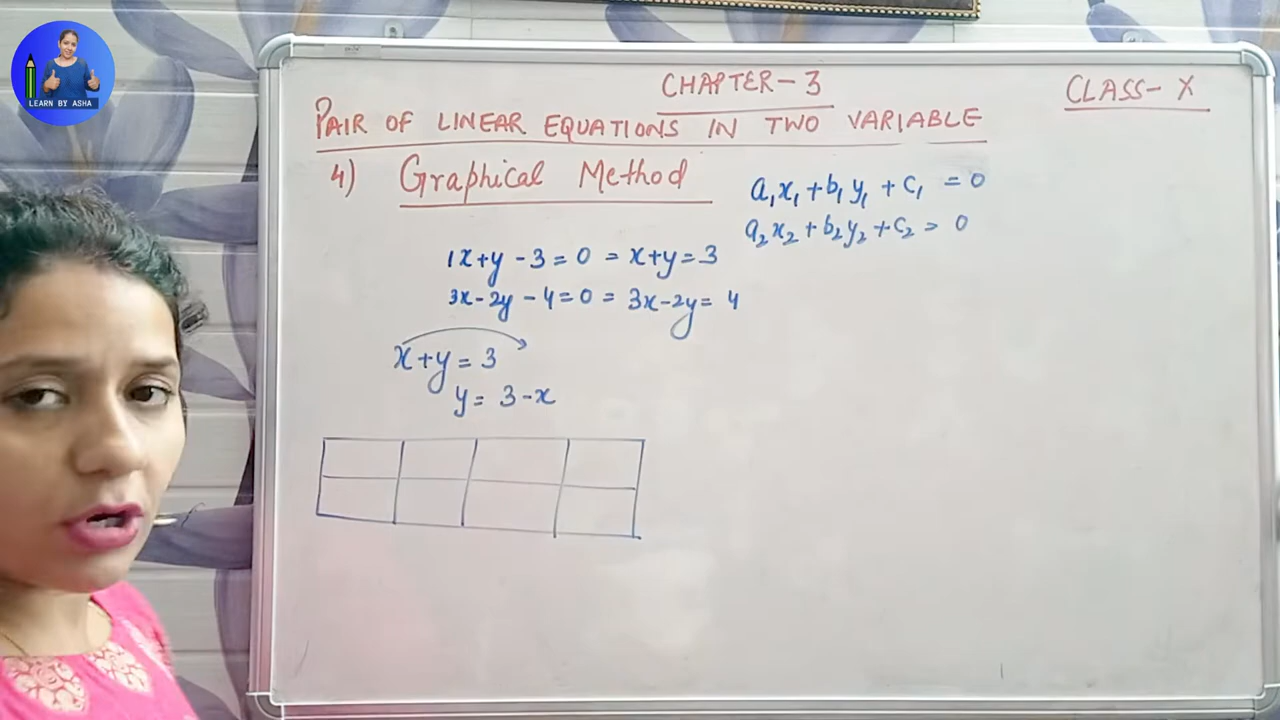 LEARN BY ASHA
CHAPTER-3
CLASS-X
PAIR OF LINEAR EQUATIONS IN TWO VARIABLE
4) Graphical Method
a₁x₁+b₁y₁+c₁ =0
a₂x₂+b₂y₂+c₂= 0
1x+y-3=0 = x+y=3
3x-2y-4=0= 3x-2y= 4
x+y=3
y= 3-x